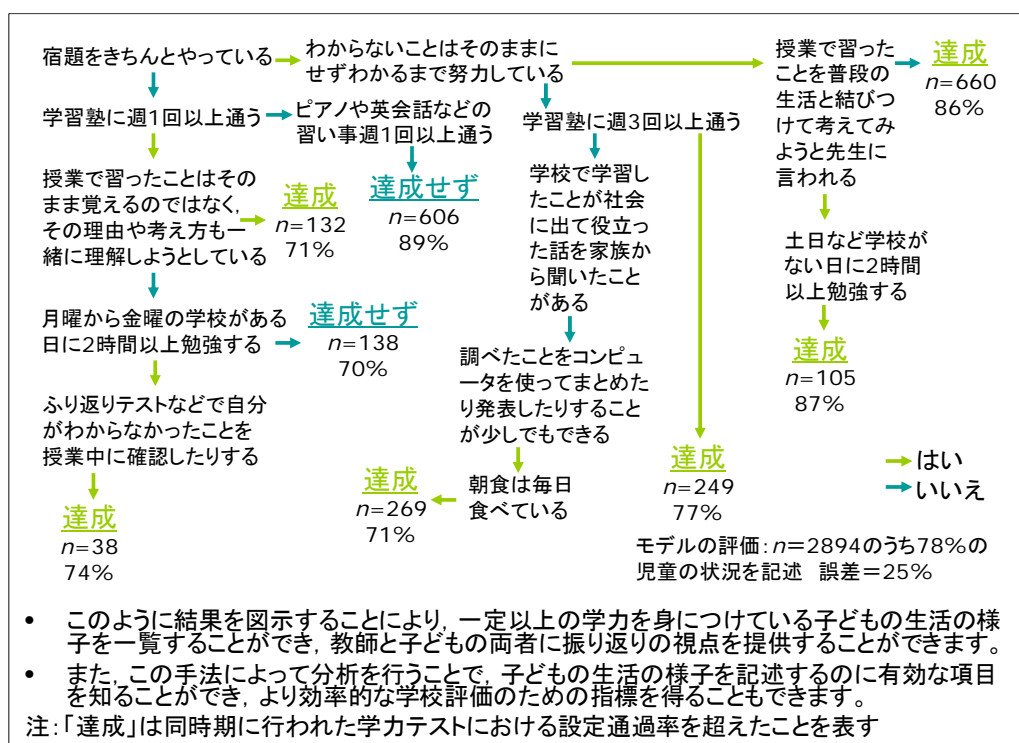 宿題をきちんとやっている
わからないことはそのままに
せずわかるまで努力している
授業で習った
ことを普段の
生活と結びつ
けて考えてみ
ようと先生に
言われる
達成
n=660
86%
学習塾に週1回以上通う
ピアノや英会話などの
習い事週1回以上通う
学習塾に週3回以上通う
授業で習ったことはその
まま覚えるのではなく,
その理由や考え方も一
緒に理解しようとしている
達成
n=132
71%
達成せず
n=606
89%
学校で学習し
たことが社会
に出て役立っ
た話を家族か
ら聞いたこと
がある
土日など学校が
ない日に2時間
以上勉強する
月曜から金曜の学校がある
日に2時間以上勉強する
達成せず
n=138
70%
達成
n=105
87%
調べたことをコンピュ
ータを使ってまとめた
り発表したりすること
が少しでもできる
ふり返りテストなどで自分
がわからなかったことを
授業中に確認したりする
達成
n=38
74%
達成
n=269
71%
朝食は毎日
食べている
達成
n=249
77%
はい
いいえ
モデルの評価:n=2894のうち78%の
児童の状況を記述 誤差=25%
• このように結果を図示することにより,一定以上の学力を身につけている子どもの生活の様
子を一覧することができ,教師と子どもの両者に振り返りの視点を提供することができます。
• また,この手法によって分析を行うことで,子どもの生活の様子を記述するのに有効な項目
を知ることができ,より効率的な学校評価のための指標を得ることもできます。
注:「達成」は同時期に行われた学力テストにおける設定通過率を超えたことを表す